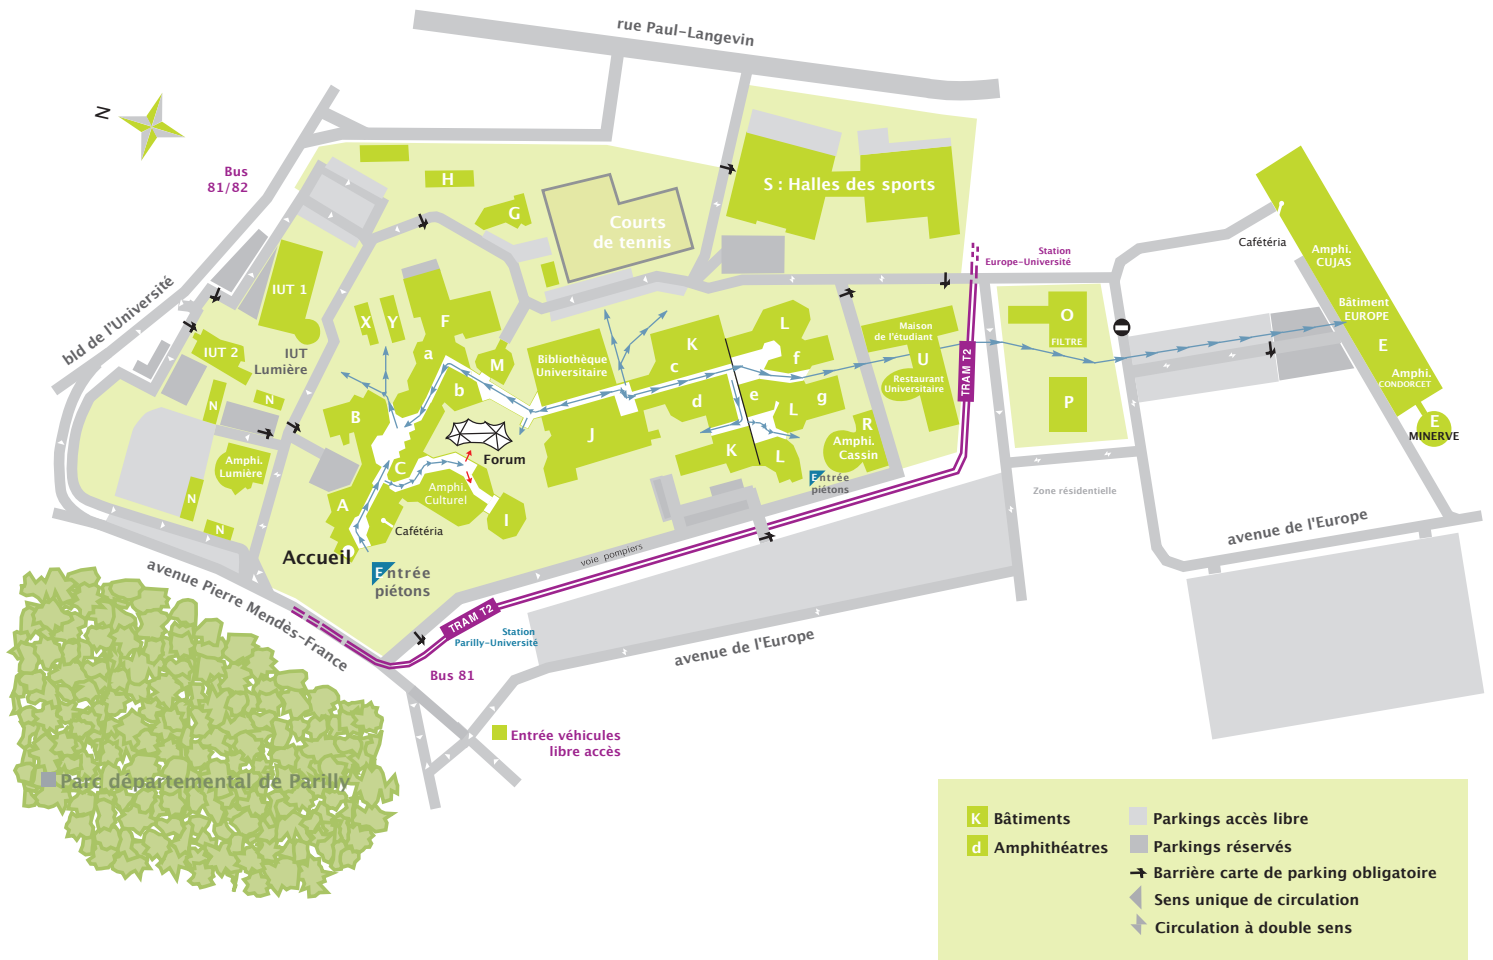 rue Paul-Langevin
N
Bus
81/82
H
G
S : Halles des sports
Courts
de tennis
Cafétéria
Amphi.
CUJAS
Station
Europe-Université
bld de l'Université
IUT 1
Bâtiment
EUROPE
X
Y
F
L
O
K
Maison
de l'étudiant
FILTRE
IUT 2
IUT
Lumière
a
Bibliothèque
Universitaire
c
f
U
TRAM T2
E
M
Amphi.
CONDORCET
b
Restaurant
Universitaire
N
N
B
d
e
g
L
P
R
E
MINERVE
J
Amphi.
Cassin
K
L
Forum
Amphi.
Lumière
C
Entrée
piétons
Zone résidentielle
N
A
Amphi.
Culturel
I
N
Cafétéria
avenue de l'Europe
Accueil
voie pompiers
Entrée
piétons
avenue Pierre Mendès-France
TRAM T2
Station
Parilly-Université
avenue de l'Europe
Bus 81
Entrée véhicules
libre accès
Parc départemental de Parilly
K Bâtiments
d Amphithéatres
Parkings accès libre
Parkings réservés
Barrière carte de parking obligatoire
Sens unique de circulation
Circulation à double sens